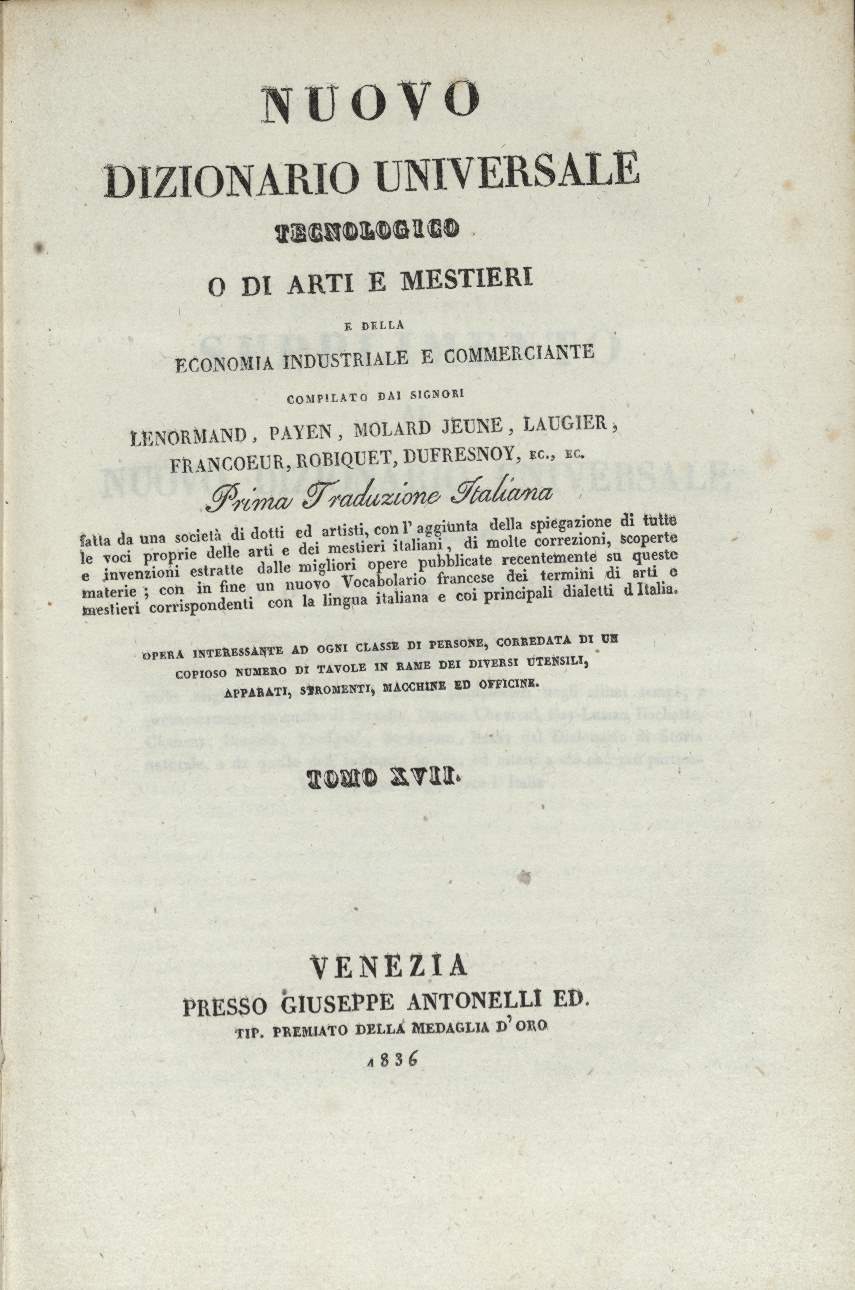 NUOVO
DIZIONARIO UNIVERSALE
TECNOLOGICO
O DI ARTI E MESTIERI
E DELLA
ECONOMIA INDUSTRIALE E COMMERCIANTE
COMPILATO DAI SIGNORI
LENORMAND, PAYEN, MOLARD JEUNE, LAUGIER,
FRANCOEUR, ROBIQUET, DUFRESNOY, EC., EC.
Prima Traduzione Italiana
fatta da una società di dotti ed artisti, con l' aggiunta della spiegazione di tutte
le voci proprie delle arti e dei mestieri italiani, di molte correzioni, scoperte
e invenzioni estratte dalle migliori opere pubblicate recentemente su queste
materie; con in fine un nuovo Vocabolario francese dei termini di arti e
mestieri corrispondenti con la lingua italiana e coi principali dialetti d Italia.
OPERA INTERESSANTE AD OGNI CLASSE DI PERSONE, CORREDATA DI UN
COPIOSO NUMERO DI TAVOLE IN RAME DEI DIVERSI UTENSILI,
APPARATI, STROMENTI, MACCHINE ED OFFICINE.
TOMO XVII.
VENEZIA
PRESSO GIUSEPPE ANTONELLI ED.
TIP. PREMIATO DELLA MEDAGLIA D' ORO
1836